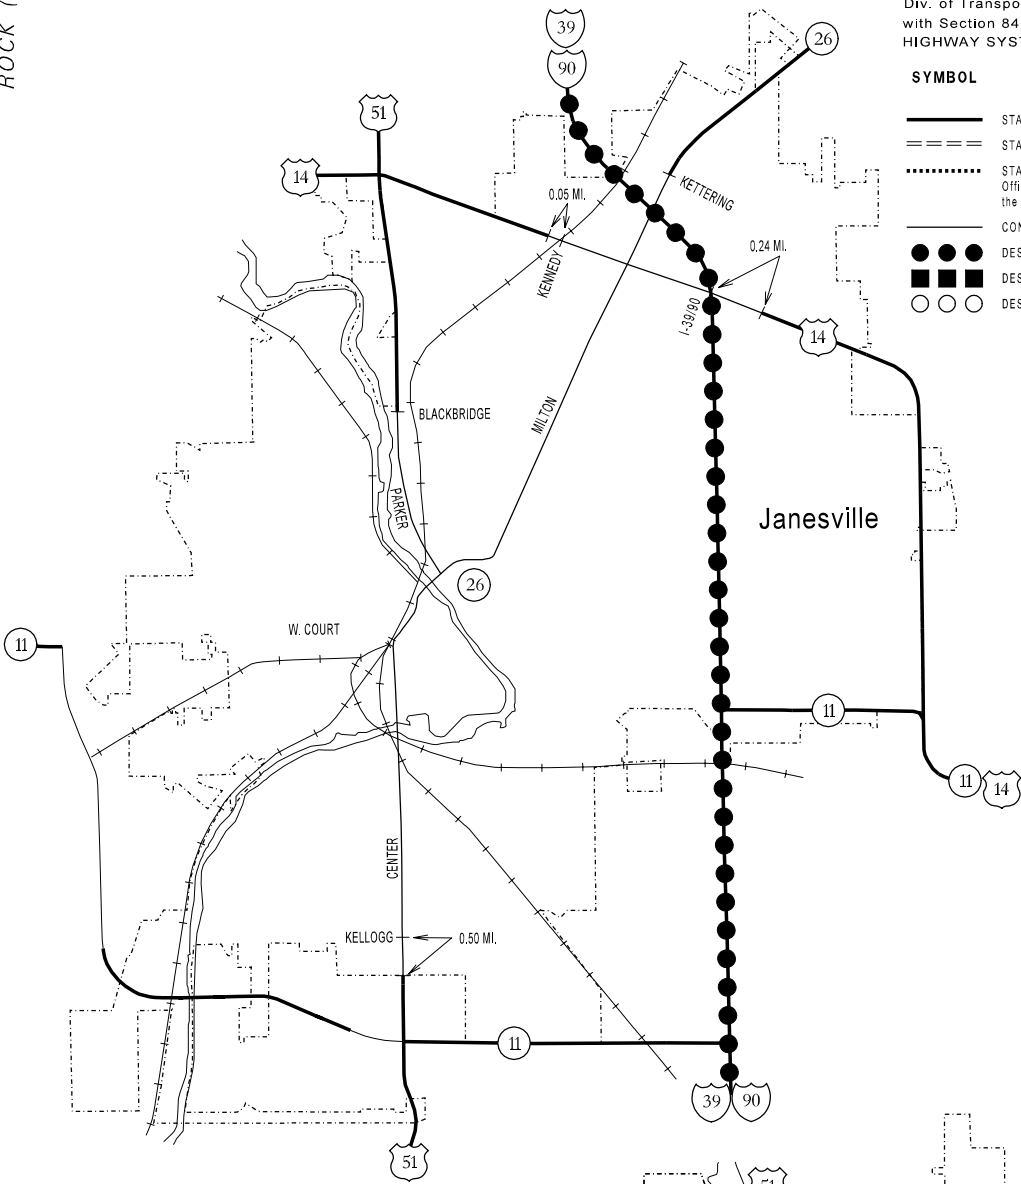 ROCK (
Div. of Transpo
with Section 84
HIGHWAY SYST
SYMBOL
STA
STA
STA
Offi
the
CON
DES
DES
DES
39
90
26
51
14
0.05 MI.
KETTERING
KENNEDY
0.24 MI.
I-39/90
14
BLACKBRIDGE
MILTON
PARKER
Janesville
26
W. COURT
11
11
11
14
CENTER
KELLOGG
0.50 MI.
11
39
90
51
51